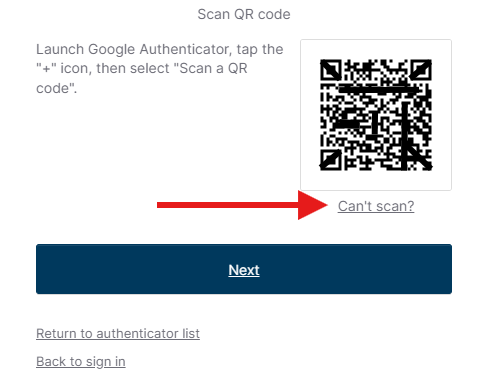 Scan QR code
Launch Google Authenticator, tap the
"+" icon, then select "Scan a QR
code".
Can't scan?
Next
Return to authenticator list
Back to sign in